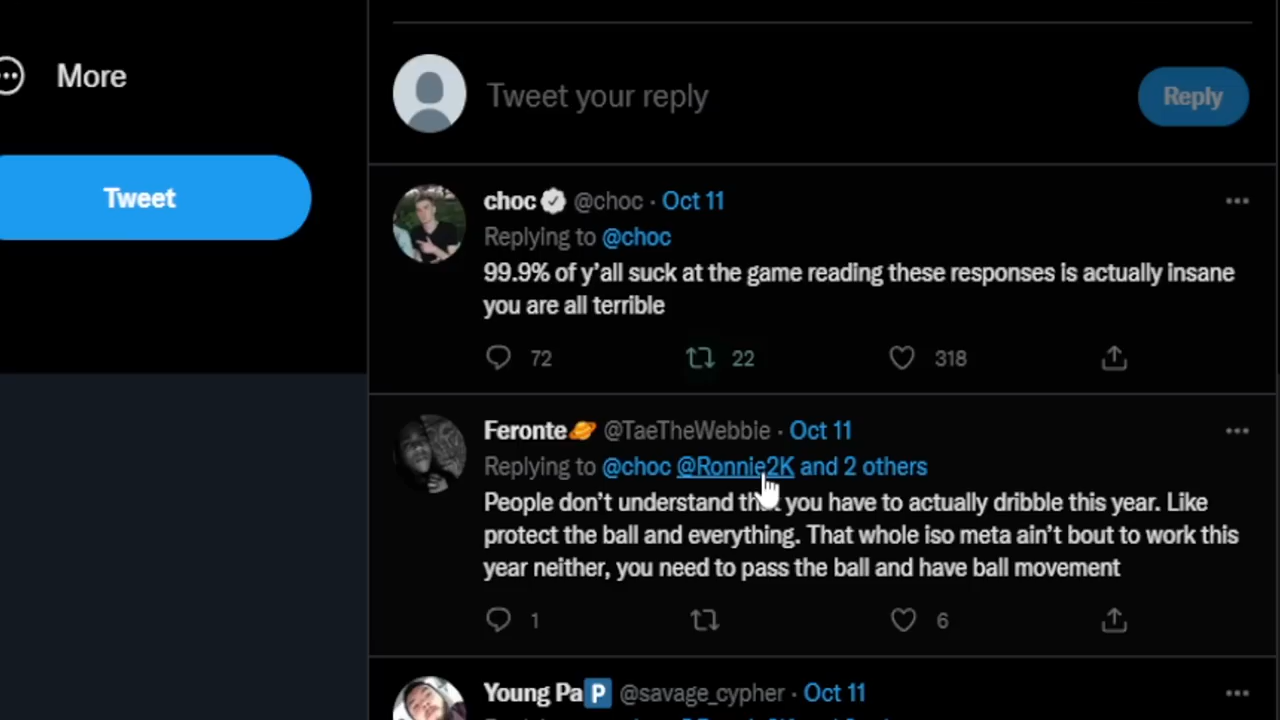 More
Tweet your reply
Reply
Tweet
choc @choc · Oct 11
Replying to @choc
99.9% of y'all suck at the game reading these responses is actually insane
you are all terrible
72 22 318
Feronte🪐 @TaeTheWebbie · Oct 11
Replying to @choc @Ronnie2K and 2 others
People don't understand that you have to actually dribble this year. Like
protect the ball and everything. That whole iso meta ain't bout to work this
year neither, you need to pass the ball and have ball movement
1 6
Young Pa🅿️ @savage_cypher · Oct 11